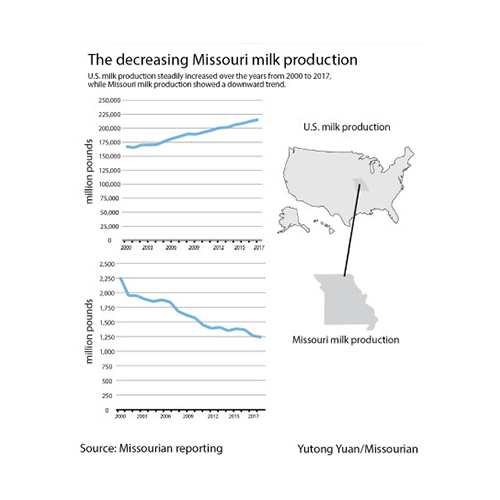 The decreasing Missouri milk production
U.S. milk production steadily increased over the years from 2000 to 2017,
while Missouri milk production showed a downward trend.
250,000
225,000
200,000
175,000
150,000
125,000
100,000
75,000
50,000
25,000
0
million pounds
2000 2003 2006 2009 2012 2015 2017
U.S. milk production
2,500
2,250
2,000
1,750
1,500
1,250
1,000
750
500
250
0
million pounds
2000 2003 2006 2009 2012 2015 2017
Missouri milk production
Source: Missourian reporting
Yutong Yuan/Missourian